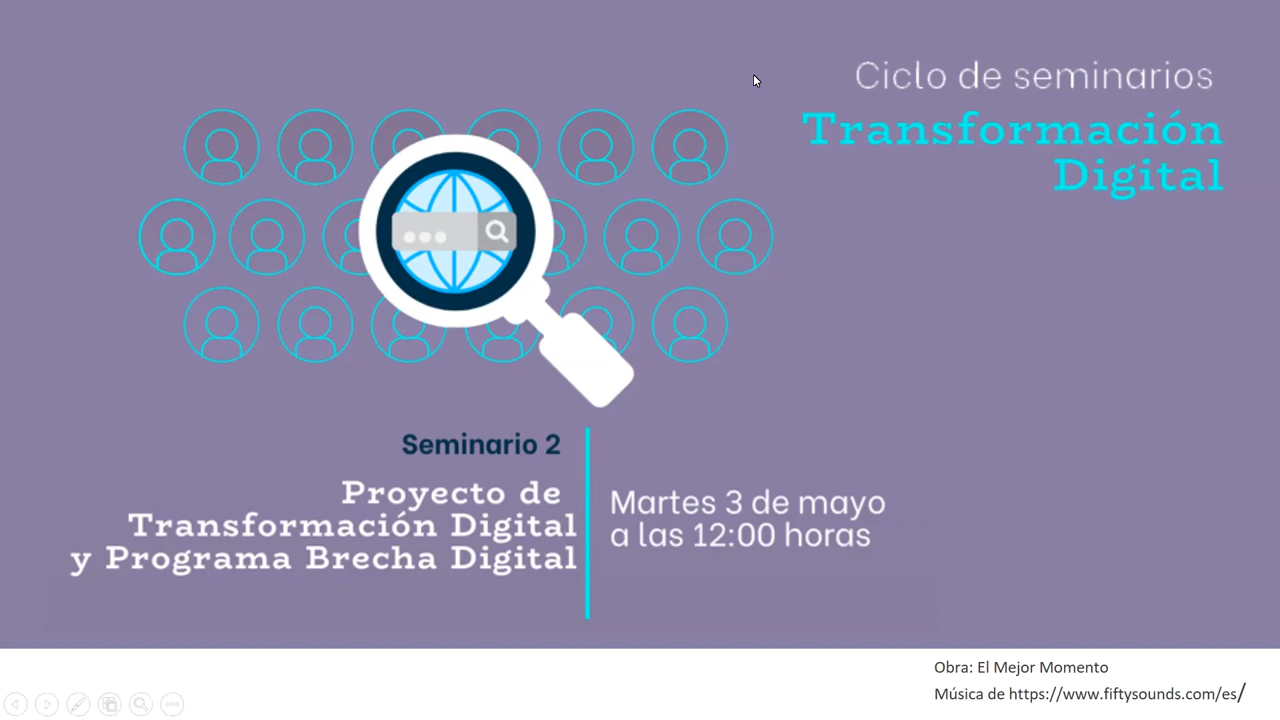 Ciclo de seminarios
Transformación
Digital
Seminario 2
Proyecto de
Transformación Digital
y Programa Brecha Digital
Martes 3 de mayo
a las 12:00 horas
Obra: El Mejor Momento
Música de https://www.fiftysounds.com/es/